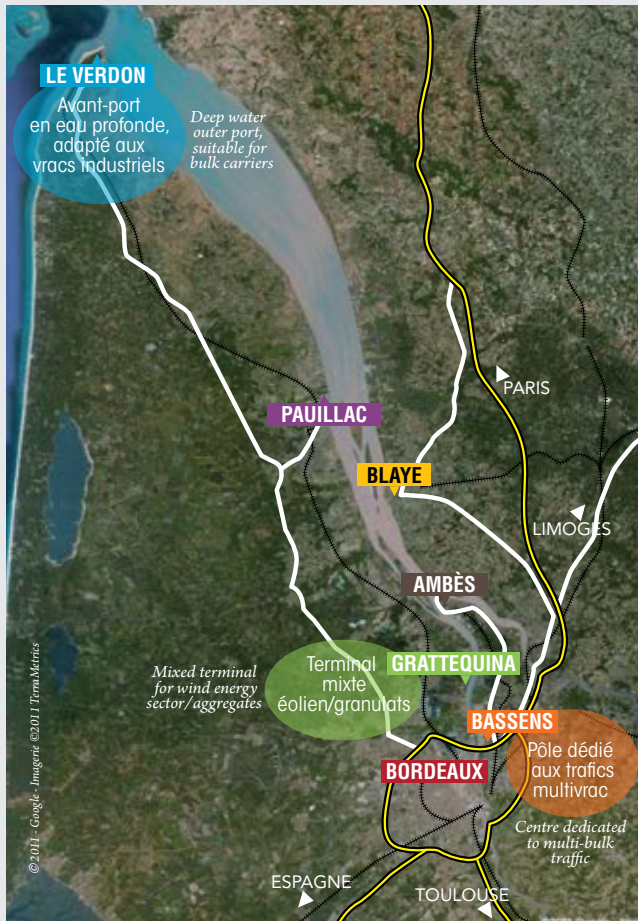 LE VERDON
Avant-port
en eau profonde,
adapté aux
vracs industriels
Deep water
outer port,
suitable for
bulk carriers
PARIS
PAUILLAC
BLAYE
LIMOGES
AMBÈS
GRATTEQUINA
Terminal
mixte
éolien/granulats
Mixed terminal
for wind energy
sector/aggregates
BASSENS
Pôle dédié
aux trafics
multivrac
BORDEAUX
Centre dedicated
to multi-bulk
traffic
ESPAGNE
TOULOUSE
©2011 - Google - Imagerie ©2011 TerraMetrics